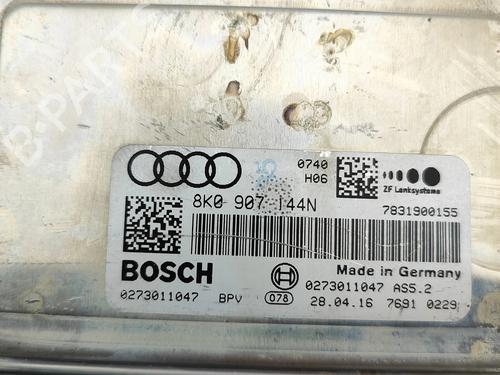 B-PARTS
0740
H06
ZF Lenksysteme
8K0 907 144N
7831900155
BOSCH
Made in Germany
0273011047 AS5.2
0273011047 BPV 078 28.04.16 7691 0229